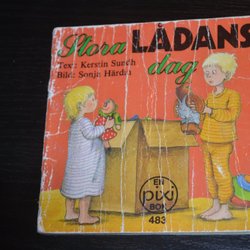 Stora LÅDANS
dag
Text: Kerstin Sundh
Bild: Sonja Härdin
EN
pixi
BOK
483